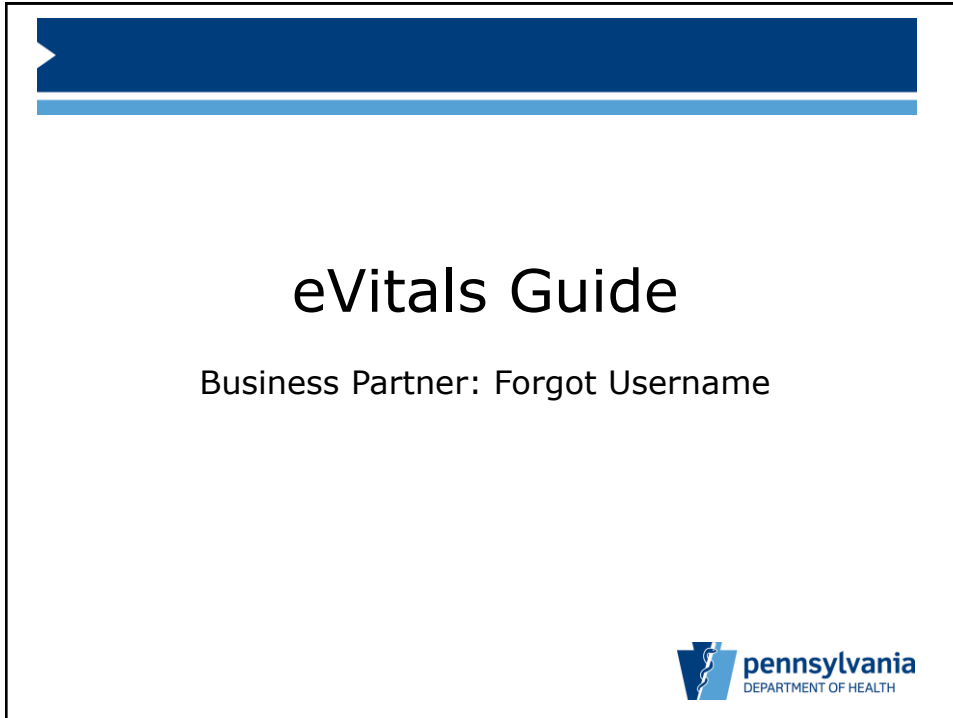 eVitals Guide
Business Partner: Forgot Username
pennsylvania
DEPARTMENT OF HEALTH